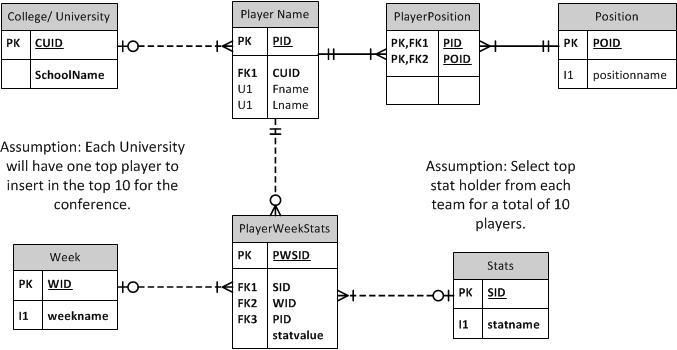 College/ University
PK CUID
SchoolName
Player Name
PK PID
FK1 CUID
U1 Fname
U1 Lname
PlayerPosition
PK,FK1 PID
PK,FK2 POID
Position
PK POID
I1 positionname
Assumption: Each University
will have one top player to
insert in the top 10 for the
conference.
Assumption: Select top
stat holder from each
team for a total of 10
players.
Week
PK WID
I1 weekname
PlayerWeekStats
PK PWSID
FK1 SID
FK2 WID
FK3 PID
statvalue
Stats
PK SID
I1 statname